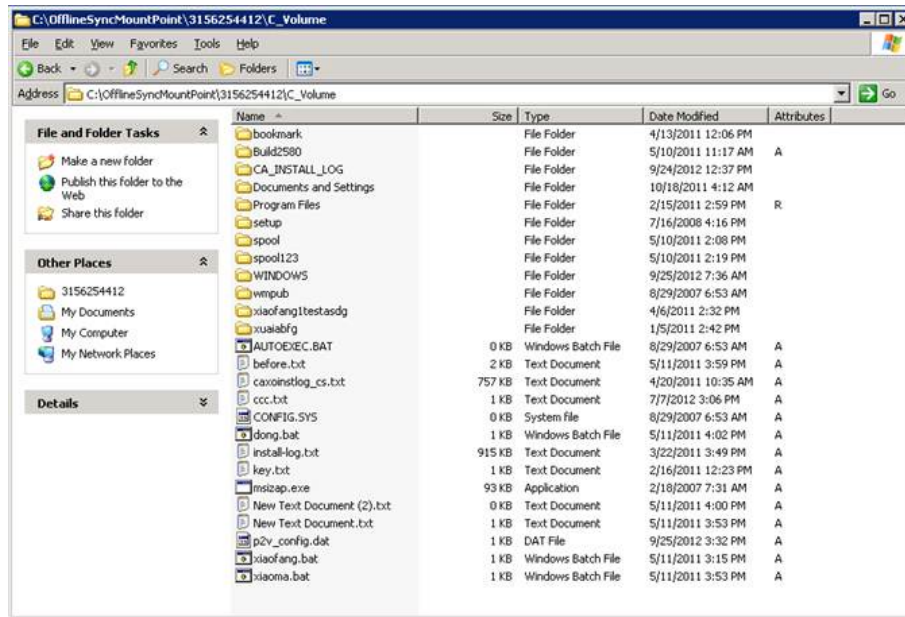 C:\OfflineSyncMountPoint\3156254412\C_Volume
File Edit View Favorites Tools Help
Back Search Folders
Address C:\OfflineSyncMountPoint\3156254412\C_Volume Go
File and Folder Tasks
Make a new folder
Publish this folder to the
Web
Share this folder
Other Places
3156254412
My Documents
My Computer
My Network Places
Details
Name Size Type Date Modified Attributes
bookmark File Folder 4/13/2011 12:06 PM
Build2580 File Folder 5/10/2011 11:17 AM A
CA_INSTALL_LOG File Folder 9/24/2012 12:37 PM
Documents and Settings File Folder 10/18/2011 4:12 AM
Program Files File Folder 2/15/2011 2:59 PM R
setup File Folder 7/16/2008 4:16 PM
spool File Folder 5/10/2011 2:08 PM
spool123 File Folder 5/10/2011 2:19 PM
WINDOWS File Folder 9/25/2012 7:36 AM
wmpub File Folder 8/29/2007 6:53 AM
xiaofang1testasdg File Folder 4/6/2011 2:32 PM
xuaiabfg File Folder 1/5/2011 2:42 PM
AUTOEXEC.BAT 0 KB Windows Batch File 8/29/2007 6:53 AM A
before.txt 2 KB Text Document 5/11/2011 3:59 PM A
caxoinstlog_cs.txt 757 KB Text Document 4/20/2011 10:35 AM A
ccc.txt 1 KB Text Document 7/7/2012 3:06 PM A
CONFIG.SYS 0 KB System file 8/29/2007 6:53 AM A
dong.bat 1 KB Windows Batch File 5/11/2011 4:02 PM A
install-log.txt 915 KB Text Document 3/22/2011 3:49 PM A
key.txt 1 KB Text Document 2/16/2011 12:23 PM A
msizap.exe 93 KB Application 2/18/2007 7:31 AM A
New Text Document (2).txt 0 KB Text Document 5/11/2011 4:00 PM A
New Text Document.txt 1 KB Text Document 5/11/2011 3:53 PM A
p2v_config.dat 1 KB DAT File 9/25/2012 3:32 PM A
xiaofang.bat 1 KB Windows Batch File 5/11/2011 3:15 PM A
xiaoma.bat 1 KB Windows Batch File 5/11/2011 3:53 PM A